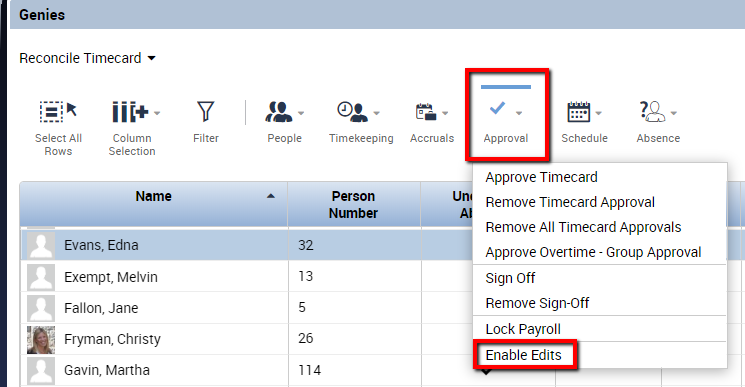 Genies
Reconcile Timecard
Select All
Rows
Column
Selection
Filter
People
Timekeeping
Accruals
Approval
Schedule
Absence
Approve Timecard
Remove Timecard Approval
Remove All Timecard Approvals
Approve Overtime - Group Approval
Sign Off
Remove Sign-Off
Lock Payroll
Enable Edits
Name
Person
Number
Evans, Edna 32
Exempt, Melvin 13
Fallon, Jane 5
Fryman, Christy 26
Gavin, Martha 114